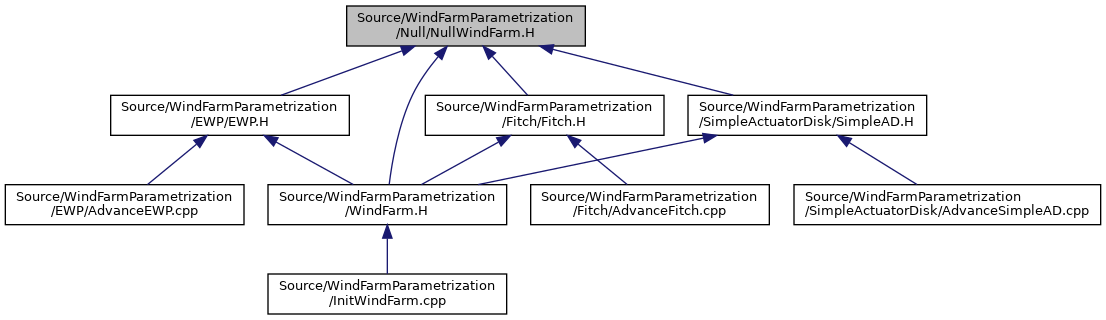 Source/WindFarmParametrization
/Null/NullWindFarm.H
Source/WindFarmParametrization
/EWP/EWP.H
Source/WindFarmParametrization
/Fitch/Fitch.H
Source/WindFarmParametrization
/SimpleActuatorDisk/SimpleAD.H
Source/WindFarmParametrization
/EWP/AdvanceEWP.cpp
Source/WindFarmParametrization
/WindFarm.H
Source/WindFarmParametrization
/Fitch/AdvanceFitch.cpp
Source/WindFarmParametrization
/SimpleActuatorDisk/AdvanceSimpleAD.cpp
Source/WindFarmParametrization
/InitWindFarm.cpp